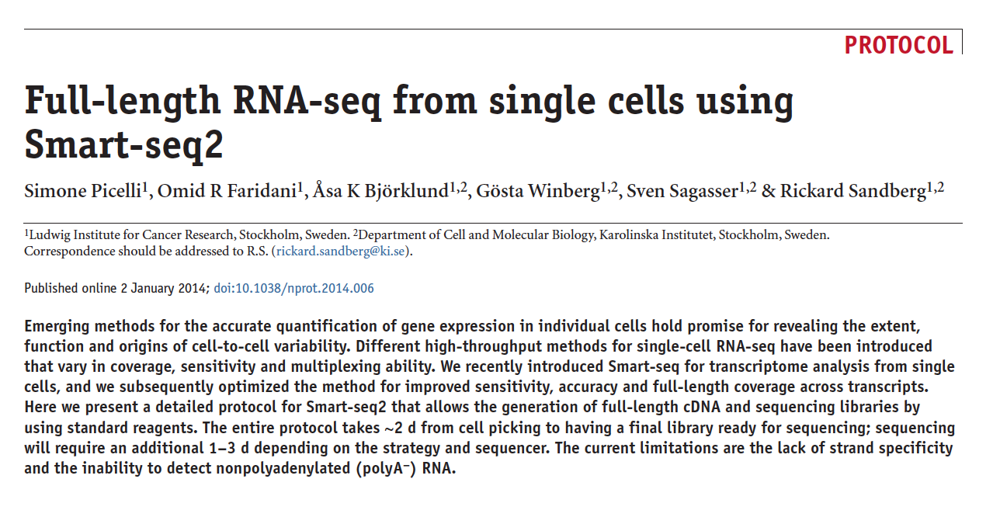 PROTOCOL
Full-length RNA-seq from single cells using
Smart-seq2
Simone Picelli1, Omid R Faridani1, Åsa K Björklund1,2, Gösta Winberg1,2, Sven Sagasser1,2 & Rickard Sandberg1,2
1Ludwig Institute for Cancer Research, Stockholm, Sweden. 2Department of Cell and Molecular Biology, Karolinska Institutet, Stockholm, Sweden.
Correspondence should be addressed to R.S. (rickard.sandberg@ki.se).
Published online 2 January 2014; doi:10.1038/nprot.2014.006
Emerging methods for the accurate quantification of gene expression in individual cells hold promise for revealing the extent,
function and origins of cell-to-cell variability. Different high-throughput methods for single-cell RNA-seq have been introduced
that vary in coverage, sensitivity and multiplexing ability. We recently introduced Smart-seq for transcriptome analysis from single
cells, and we subsequently optimized the method for improved sensitivity, accuracy and full-length coverage across transcripts.
Here we present a detailed protocol for Smart-seq2 that allows the generation of full-length cDNA and sequencing libraries by
using standard reagents. The entire protocol takes ~2 d from cell picking to having a final library ready for sequencing; sequencing
will require an additional 1–3 d depending on the strategy and sequencer. The current limitations are the lack of strand specificity
and the inability to detect nonpolyadenylated (polyA−) RNA.